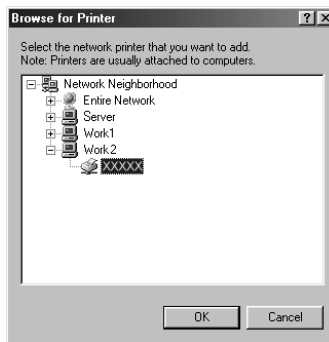 Browse for Printer
Select the network printer that you want to add.
Note: Printers are usually attached to computers.
Network Neighborhood
Entire Network
Server
Work1
Work2
XXXXX
OK Cancel